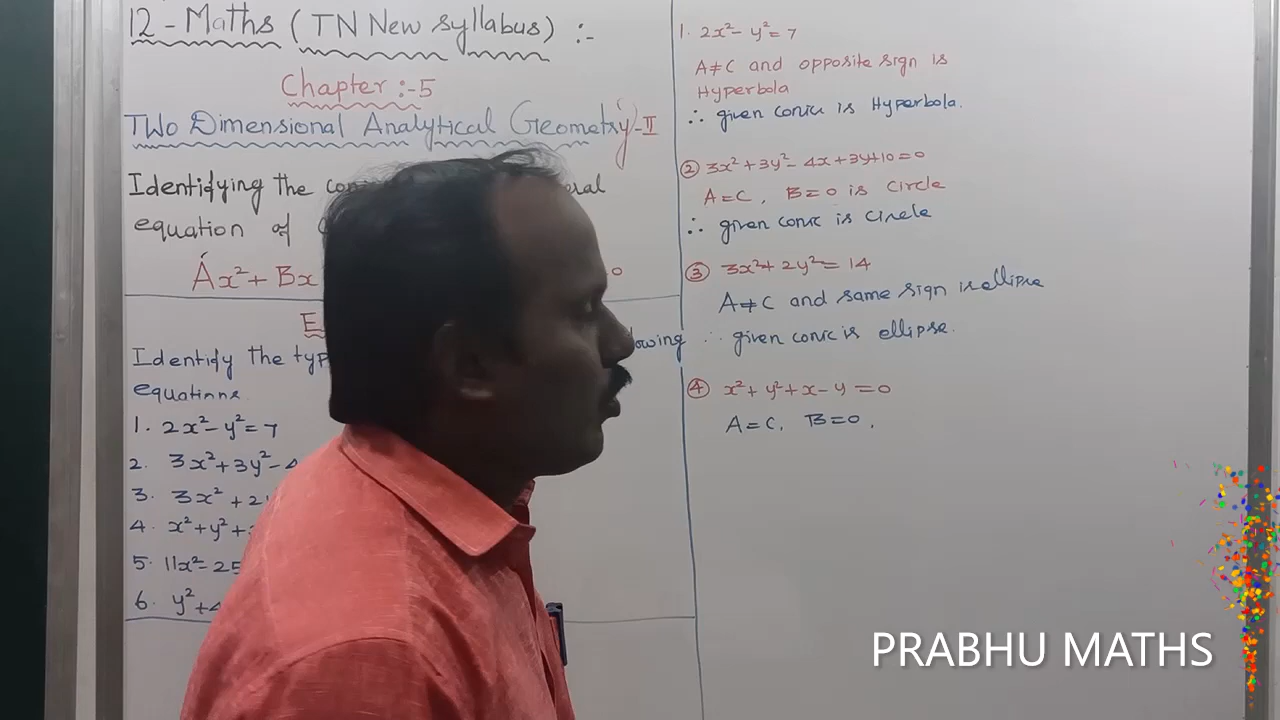 12 - Maths (TN New syllabus) :-
Chapter :-5
Two Dimensional Analytical Geometry-II
Identifying the
equation of
Ax² + Bx
Identify the
equations
1. 2x² - y² = 7
2. 3x² + 3y² -
3. 3x² +
4. x² + y² +
5. 11x² - 25
6. y² +
1. 2x² - y² = 7
A ≠ C and opposite sign is
Hyperbola
∴ given conic is Hyperbola.
② 3x² + 3y² - 4x + 3y + 10 = 0
A = C, B = 0 is circle
∴ given conic is circle
③ 3x² + 2y² = 14
A ≠ C and same sign is ellipse
∴ given conic is ellipse.
④ x² + y² + x - y = 0
A = C, B = 0,
PRABHU MATHS